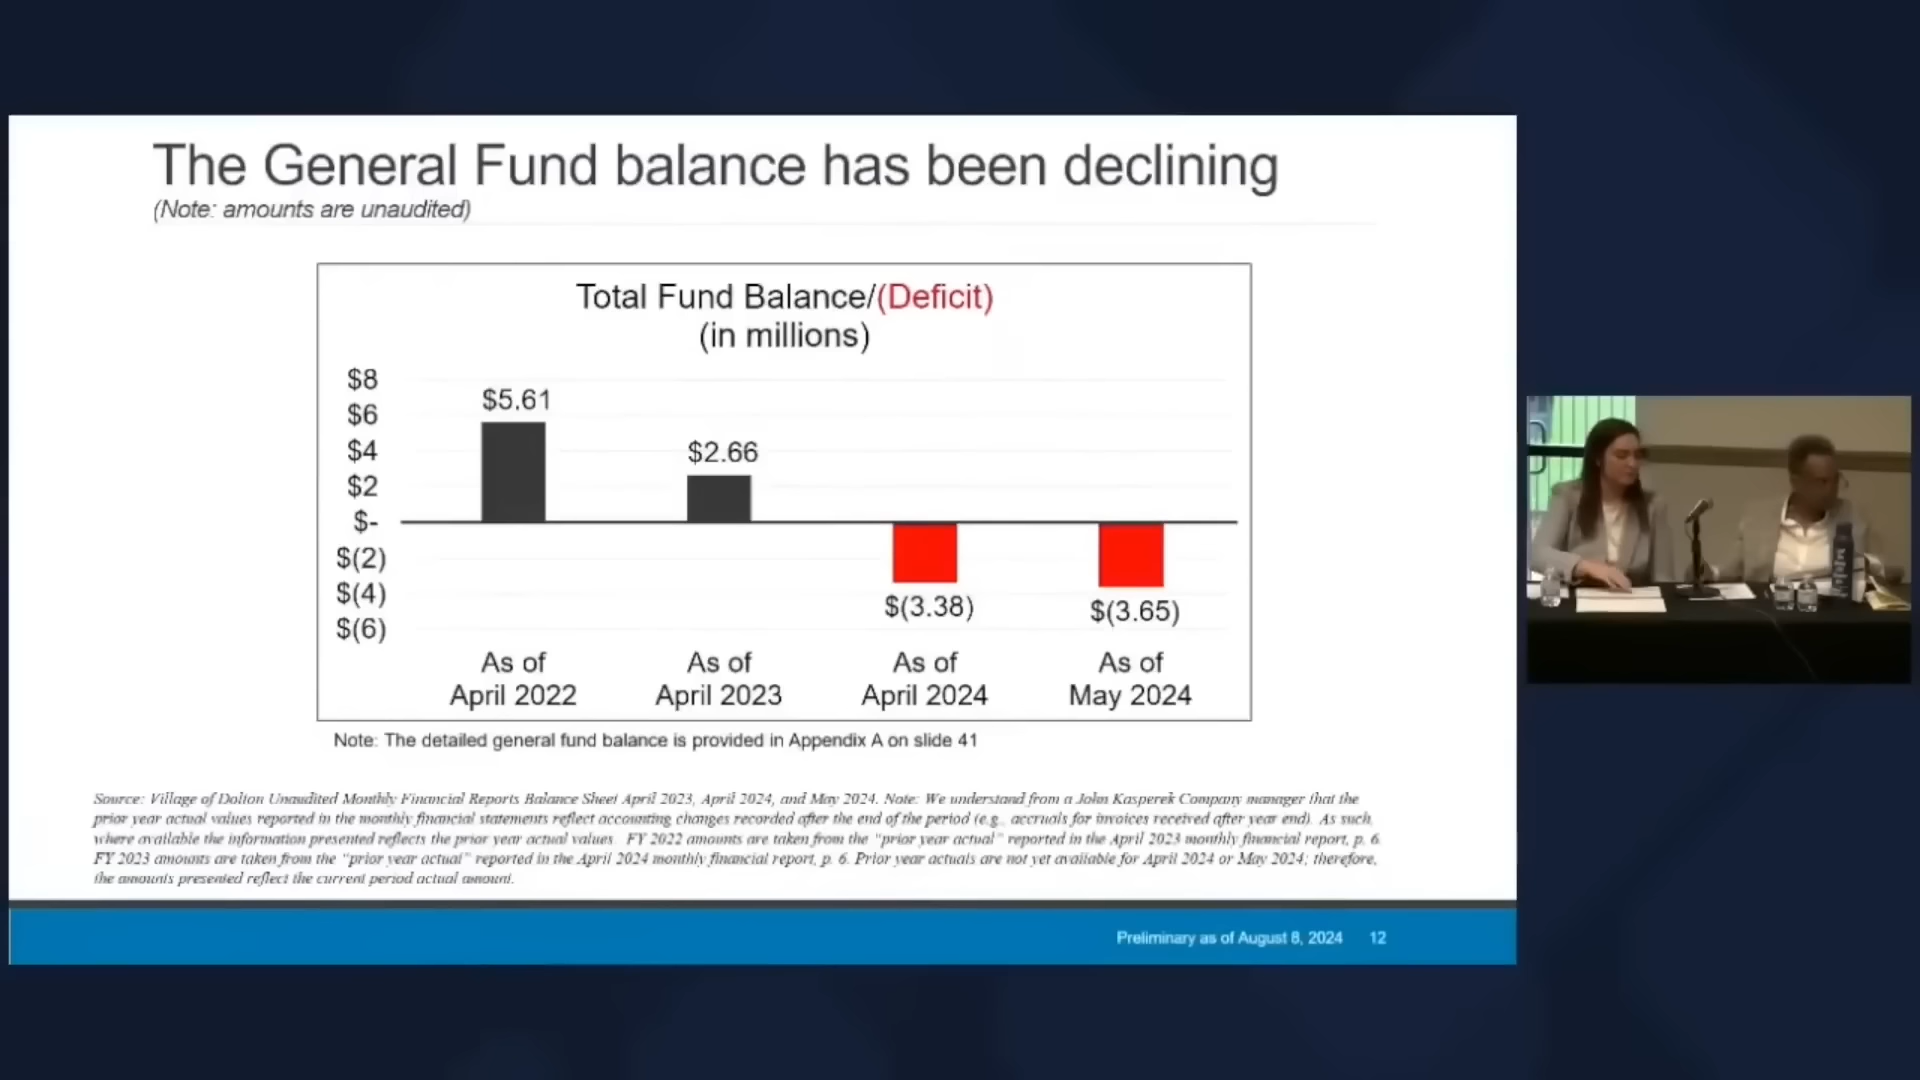 The General Fund balance has been declining
(Note: amounts are unaudited)
Total Fund Balance/(Deficit)
(in millions)
$8
$6
$4
$2
$-
$(2)
$(4)
$(6)
$5.61
$2.66
$(3.38)
$(3.65)
As of
April 2022
As of
April 2023
As of
April 2024
As of
May 2024
Note: The detailed general fund balance is provided in Appendix A on slide 41
Source: Village of Dolton Unaudited Monthly Financial Reports Balance Sheet April 2023, April 2024, and May 2024. Note: We understand from a John Kasperek Company manager that the
prior year actual values reported in the monthly financial statements reflect accounting changes recorded after the end of the period (e.g., accruals for invoices received after year end). As such,
where available the information presented reflects the prior year actual values. FY 2022 amounts are taken from the "prior year actual" reported in the April 2023 monthly financial report, p. 6.
FY 2023 amounts are taken from the "prior year actual" reported in the April 2024 monthly financial report, p. 6. Prior year actuals are not yet available for April 2024 or May 2024; therefore,
the amounts presented reflect the current period actual amount.
Preliminary as of August 8, 2024 12